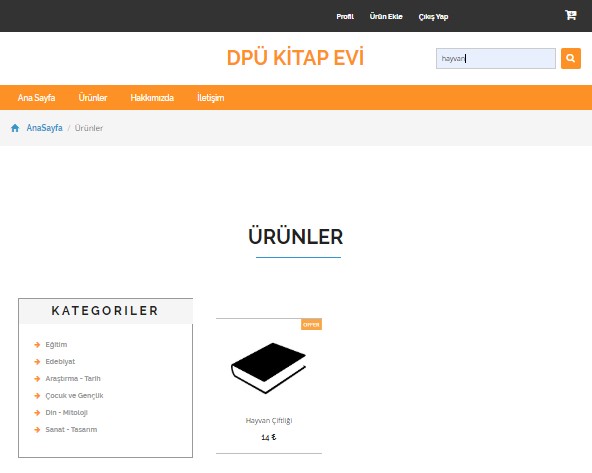 Profil Ürün Ekle Çıkış Yap
DPÜ KİTAP EVİ
hayvan
Ana Sayfa Ürünler Hakkımızda İletişim
AnaSayfa / Ürünler
ÜRÜNLER
KATEGORILER
Eğitim
Edebiyat
Araştırma - Tarih
Çocuk ve Gençlik
Din - Mitoloji
Sanat - Tasarım
Hayvan Çiftliği
14 ₺